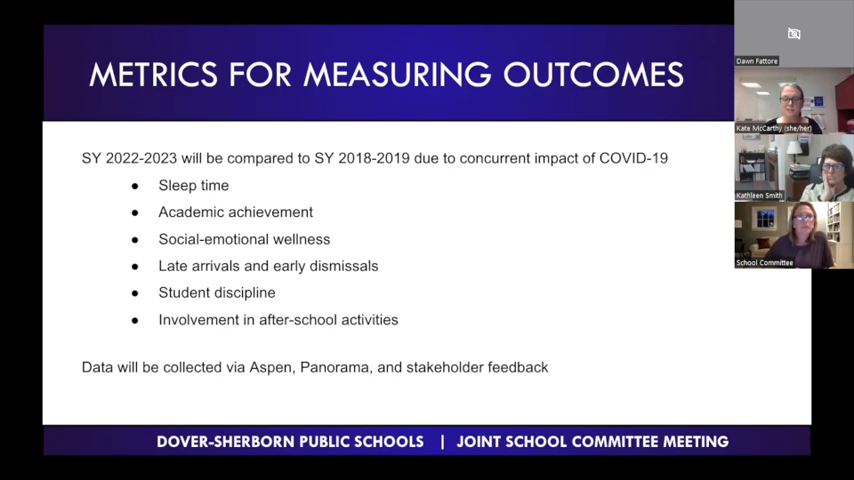 METRICS FOR MEASURING OUTCOMES
SY 2022-2023 will be compared to SY 2018-2019 due to concurrent impact of COVID-19
● Sleep time
● Academic achievement
● Social-emotional wellness
● Late arrivals and early dismissals
● Student discipline
● Involvement in after-school activities
Data will be collected via Aspen, Panorama, and stakeholder feedback
DOVER-SHERBORN PUBLIC SCHOOLS | JOINT SCHOOL COMMITTEE MEETING
Dawn Fattore
Kate McCarthy (she/her)
Kathleen Smith
School Committee